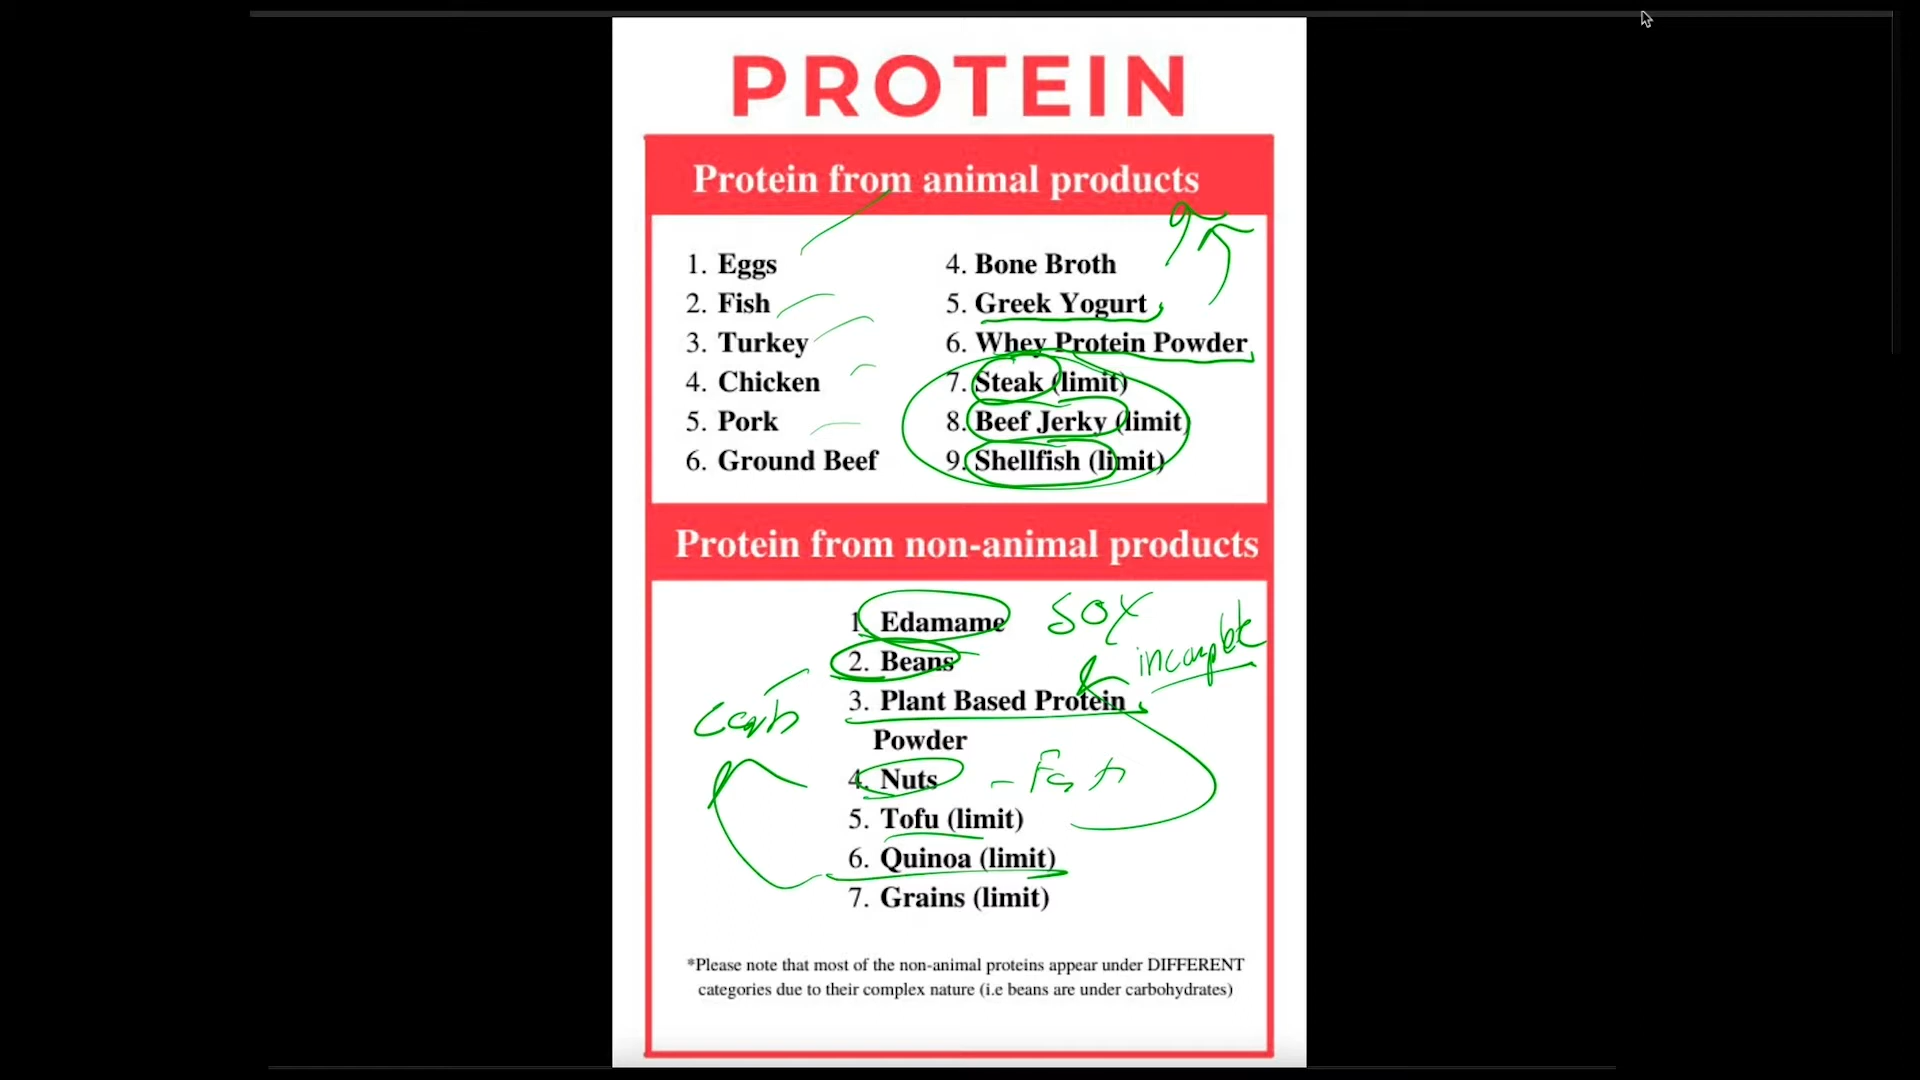 PROTEIN
Protein from animal products
1. Eggs
2. Fish
3. Turkey
4. Chicken
5. Pork
6. Ground Beef
4. Bone Broth
5. Greek Yogurt
6. Whey Protein Powder
7. Steak (limit)
8. Beef Jerky (limit)
9. Shellfish (limit)
Protein from non-animal products
1. Edamame
SOY
2. Beans
incomplete
3. Plant Based Protein
Powder
carb
4. Nuts
- Fat
5. Tofu (limit)
6. Quinoa (limit)
7. Grains (limit)
*Please note that most of the non-animal proteins appear under DIFFERENT
categories due to their complex nature (i.e beans are under carbohydrates)